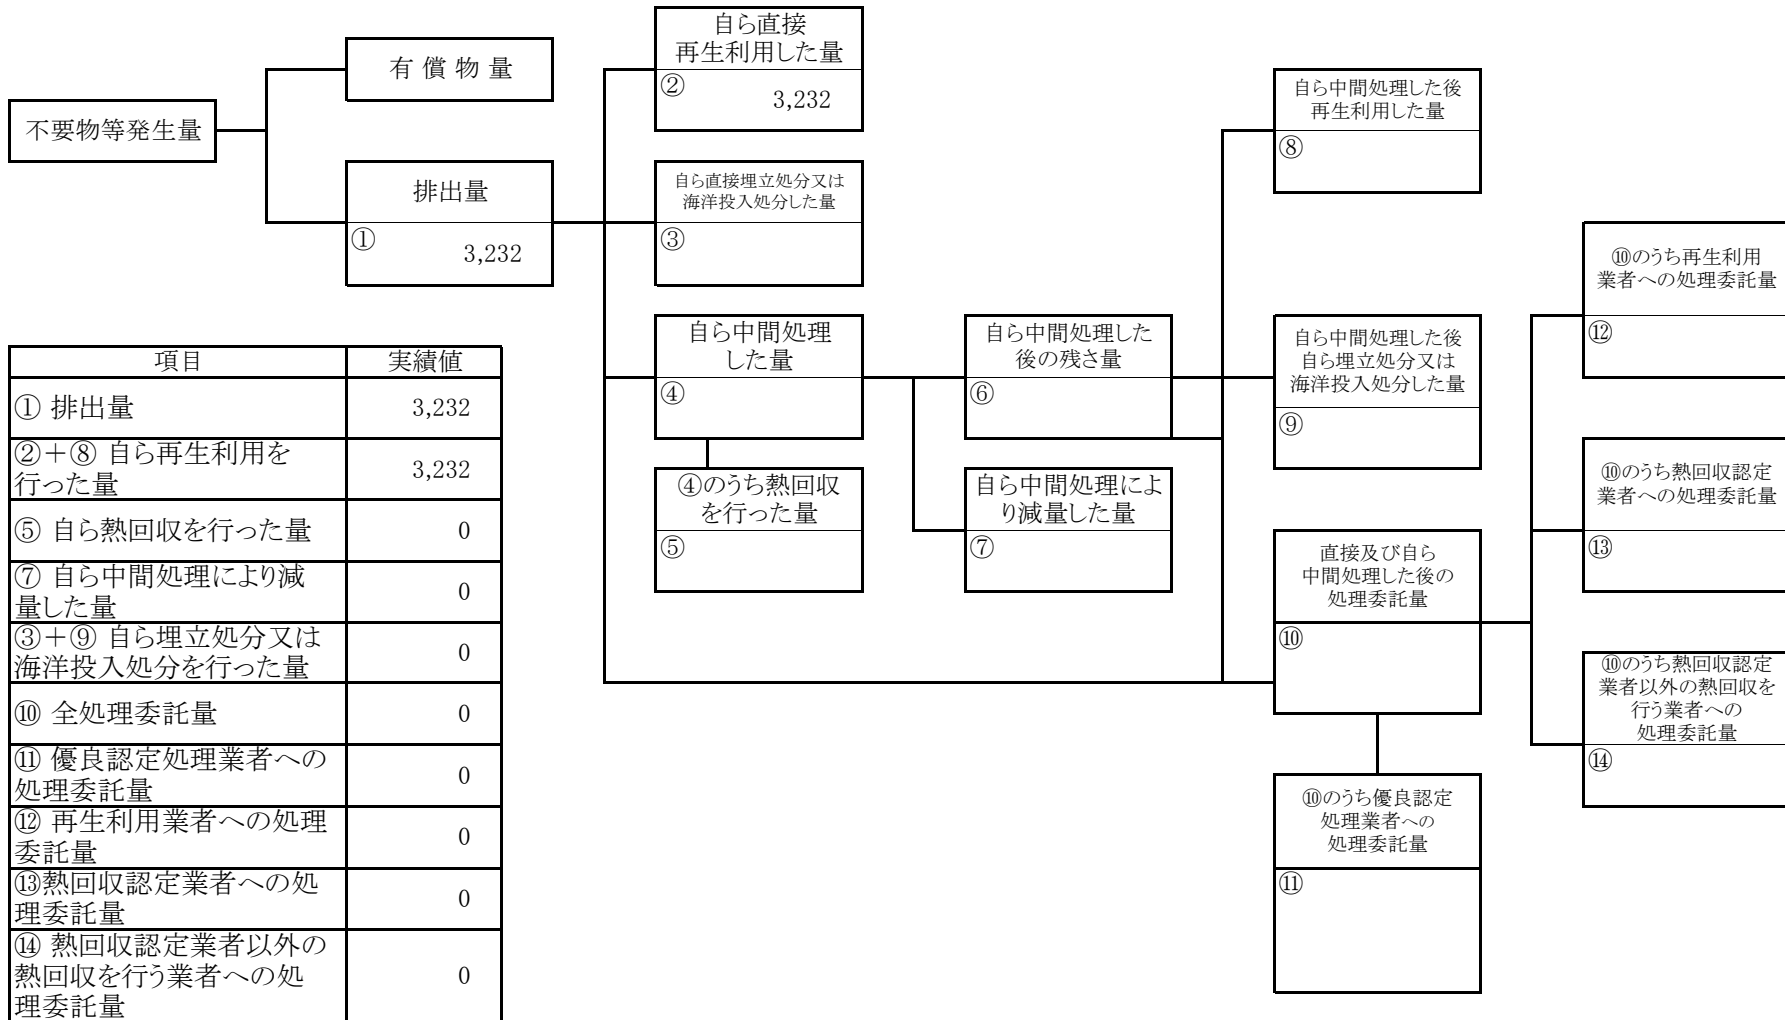 不要物等発生量
有 償 物 量
排出量
①
3,232
自ら直接
再生利用した量
②
3,232
自ら直接埋立処分又は
海洋投入処分した量
③
自ら中間処理
した量
④
④のうち熱回収
を行った量
⑤
自ら中間処理した
後の残さ量
⑥
自ら中間処理によ
り減量した量
⑦
自ら中間処理した後
再生利用した量
⑧
自ら中間処理した後
自ら埋立処分又は
海洋投入処分した量
⑨
直接及び自ら
中間処理した後の
処理委託量
⑩
⑩のうち優良認定
処理業者への
処理委託量
⑪
⑩のうち再生利用
業者への処理委託量
⑫
⑩のうち熱回収認定
業者への処理委託量
⑬
⑩のうち熱回収認定
業者以外の熱回収を
行う業者への
処理委託量
⑭
項目 実績値
① 排出量 3,232
②＋⑧ 自ら再生利用を
行った量 3,232
⑤ 自ら熱回収を行った量 0
⑦ 自ら中間処理により減
量した量 0
③＋⑨ 自ら埋立処分又は
海洋投入処分を行った量 0
⑩ 全処理委託量 0
⑪ 優良認定処理業者への
処理委託量 0
⑫ 再生利用業者への処理
委託量 0
⑬熱回収認定業者への処
理委託量 0
⑭ 熱回収認定業者以外の
熱回収を行う業者への処 0
理委託量